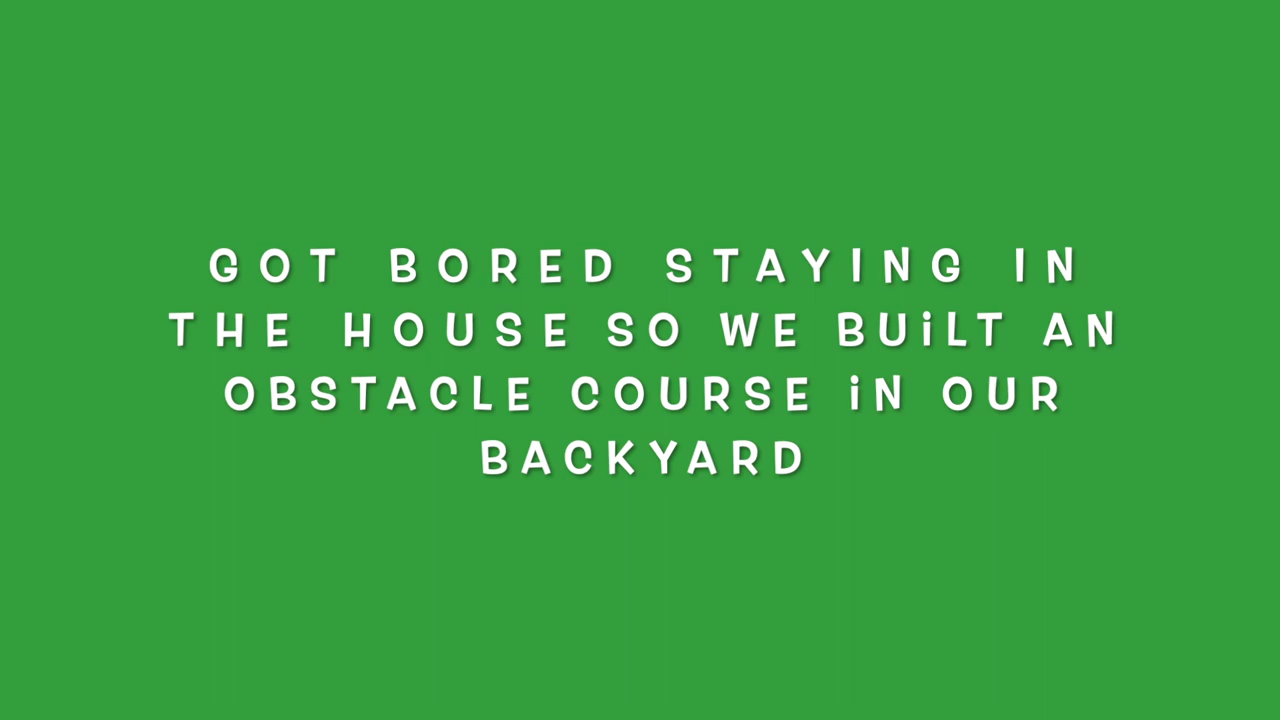 GOT BORED STAYING IN
THE HOUSE SO WE BUiLT AN
OBSTACLE COURSE iN OUR
BACKYARD